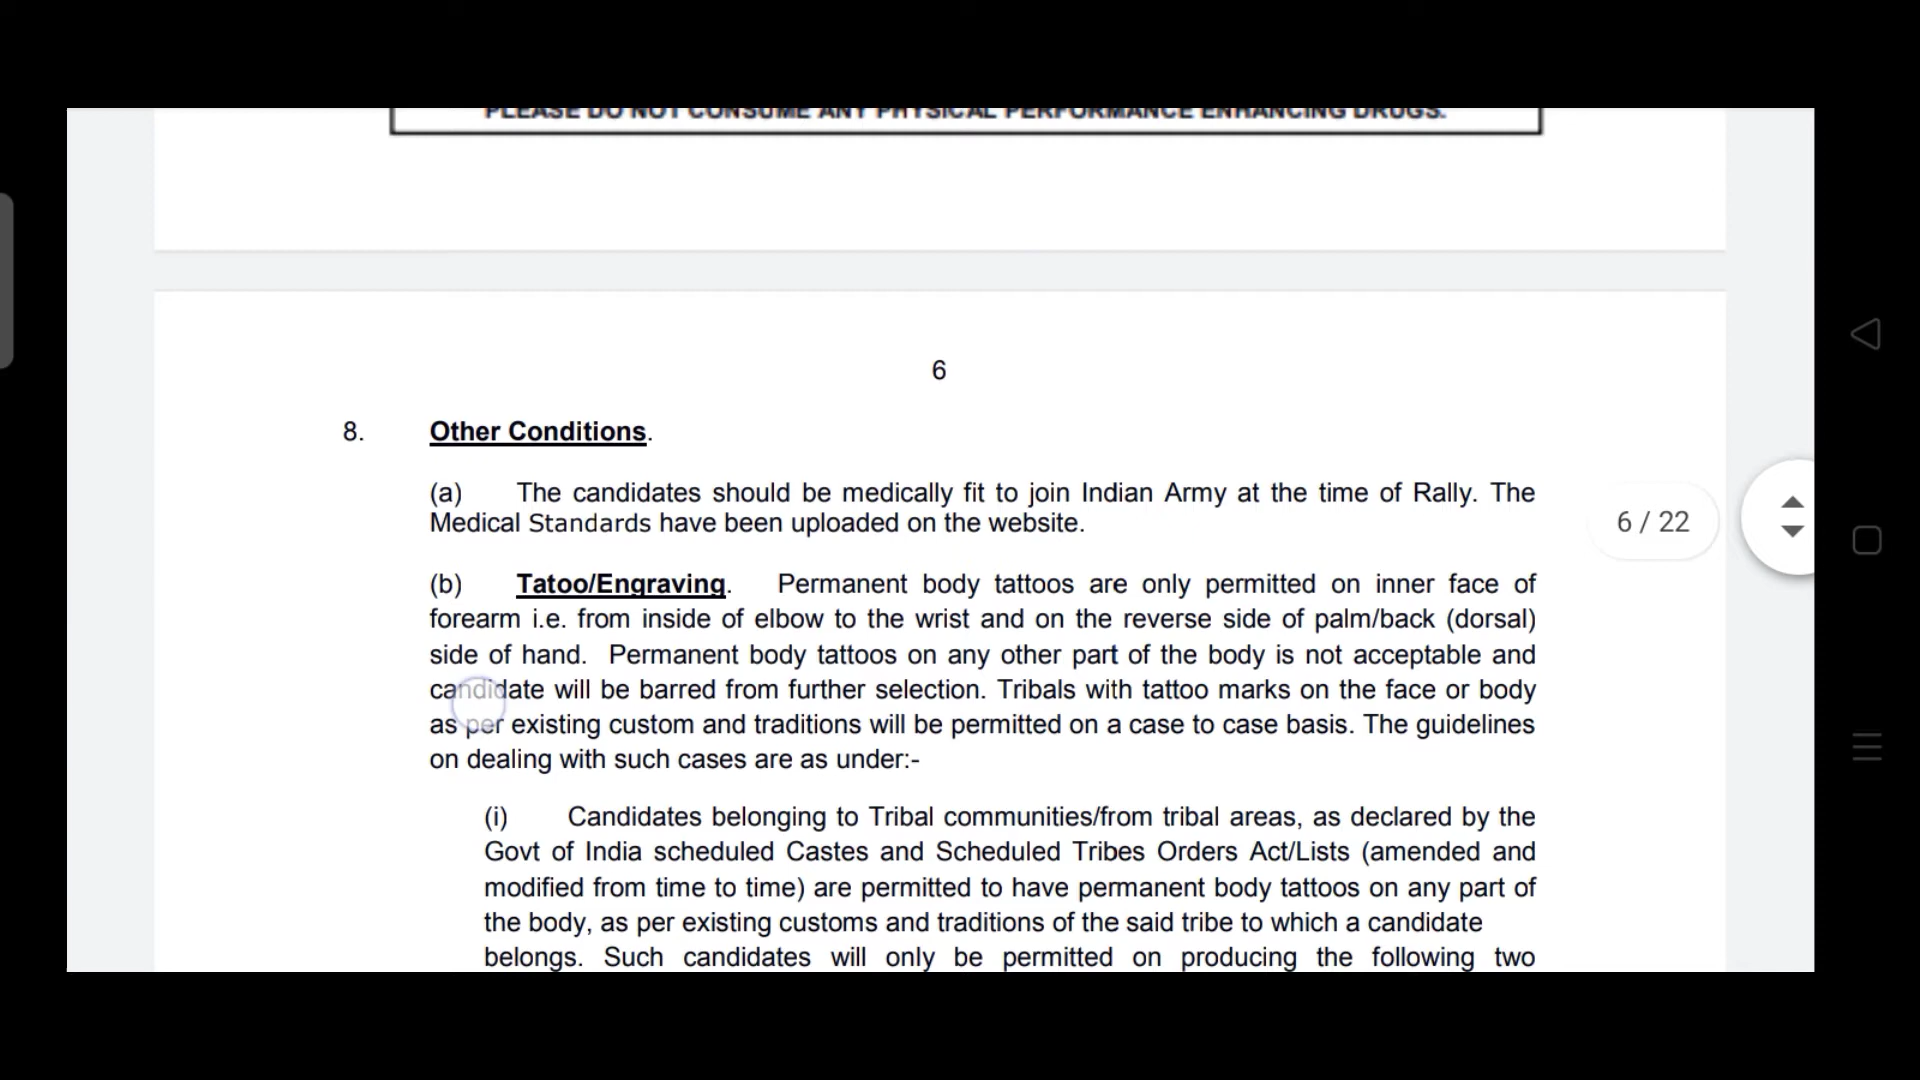 PLEASE DO NOT CONSUME ANY PHYSICAL PERFORMANCE ENHANCING DRUGS.
6
8. Other Conditions.
(a) The candidates should be medically fit to join Indian Army at the time of Rally. The
Medical Standards have been uploaded on the website.
6 / 22
(b) Tatoo/Engraving. Permanent body tattoos are only permitted on inner face of
forearm i.e. from inside of elbow to the wrist and on the reverse side of palm/back (dorsal)
side of hand. Permanent body tattoos on any other part of the body is not acceptable and
candidate will be barred from further selection. Tribals with tattoo marks on the face or body
as per existing custom and traditions will be permitted on a case to case basis. The guidelines
on dealing with such cases are as under:-
(i) Candidates belonging to Tribal communities/from tribal areas, as declared by the
Govt of India scheduled Castes and Scheduled Tribes Orders Act/Lists (amended and
modified from time to time) are permitted to have permanent body tattoos on any part of
the body, as per existing customs and traditions of the said tribe to which a candidate
belongs. Such candidates will only be permitted on producing the following two